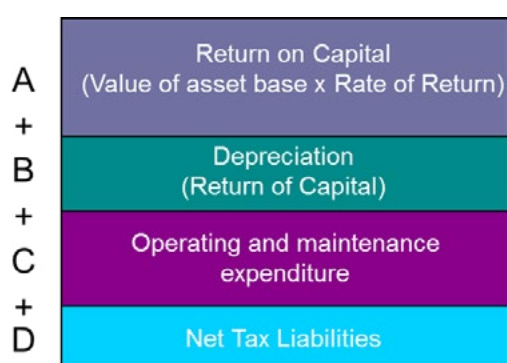 A
Return on Capital
(Value of asset base x Rate of Return)
+
B
Depreciation
(Return of Capital)
+
C
Operating and maintenance
expenditure
+
D
Net Tax Liabilities